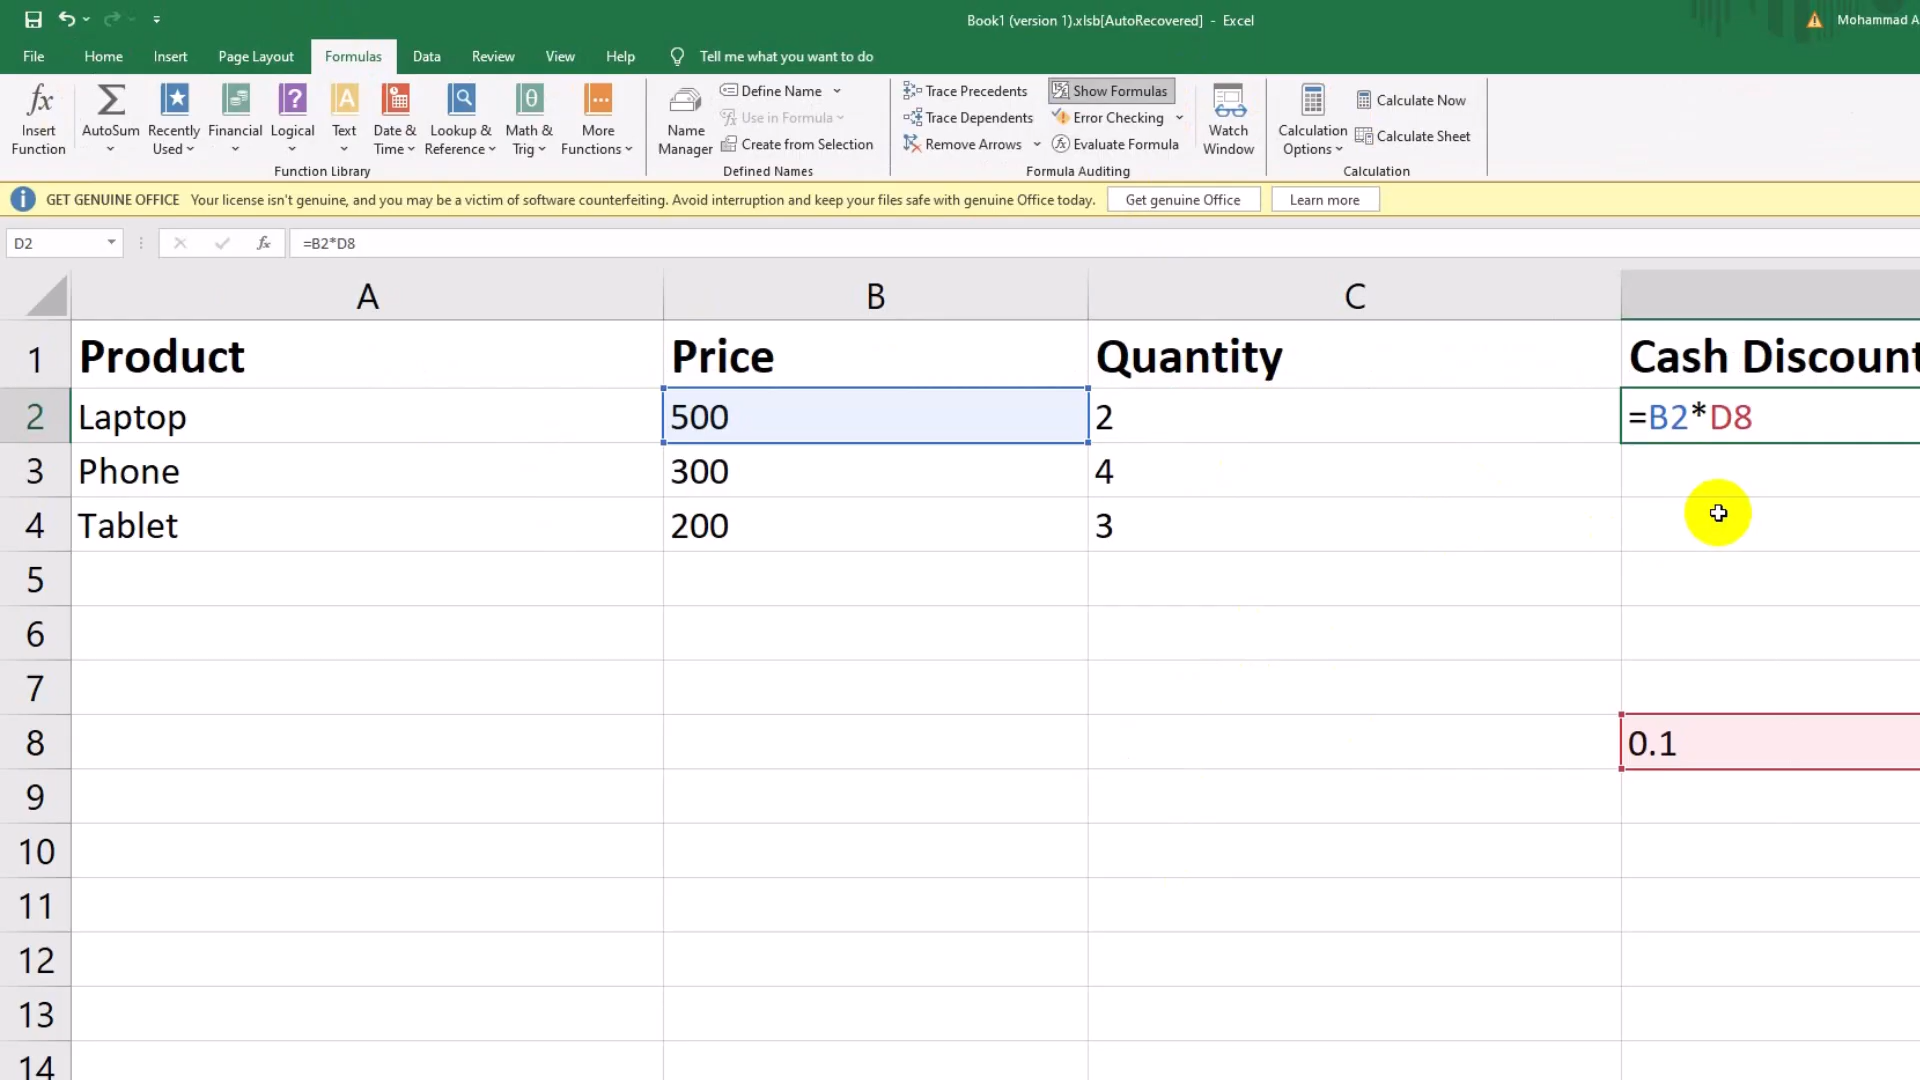 Book1 (version 1).xlsb[AutoRecovered] - Excel
Mohammad A
File Home Insert Page Layout Formulas Data Review View Help Tell me what you want to do
fx Insert Function
AutoSum
Recently Used
Financial
Logical
Text
Date & Time
Lookup & Reference
Math & Trig
More Functions
Function Library
Name Manager
Define Name
Use in Formula
Create from Selection
Defined Names
Trace Precedents
Trace Dependents
Remove Arrows
Show Formulas
Error Checking
Evaluate Formula
Formula Auditing
Watch Window
Calculation Options
Calculate Now
Calculate Sheet
Calculation
GET GENUINE OFFICE Your license isn't genuine, and you may be a victim of software counterfeiting. Avoid interruption and keep your files safe with genuine Office today. Get genuine Office Learn more
D2 fx =B2*D8
A B C
1 Product Price Quantity Cash Discount
2 Laptop 500 2 =B2*D8
3 Phone 300 4
4 Tablet 200 3
5
6
7
8 0.1
9
10
11
12
13
14